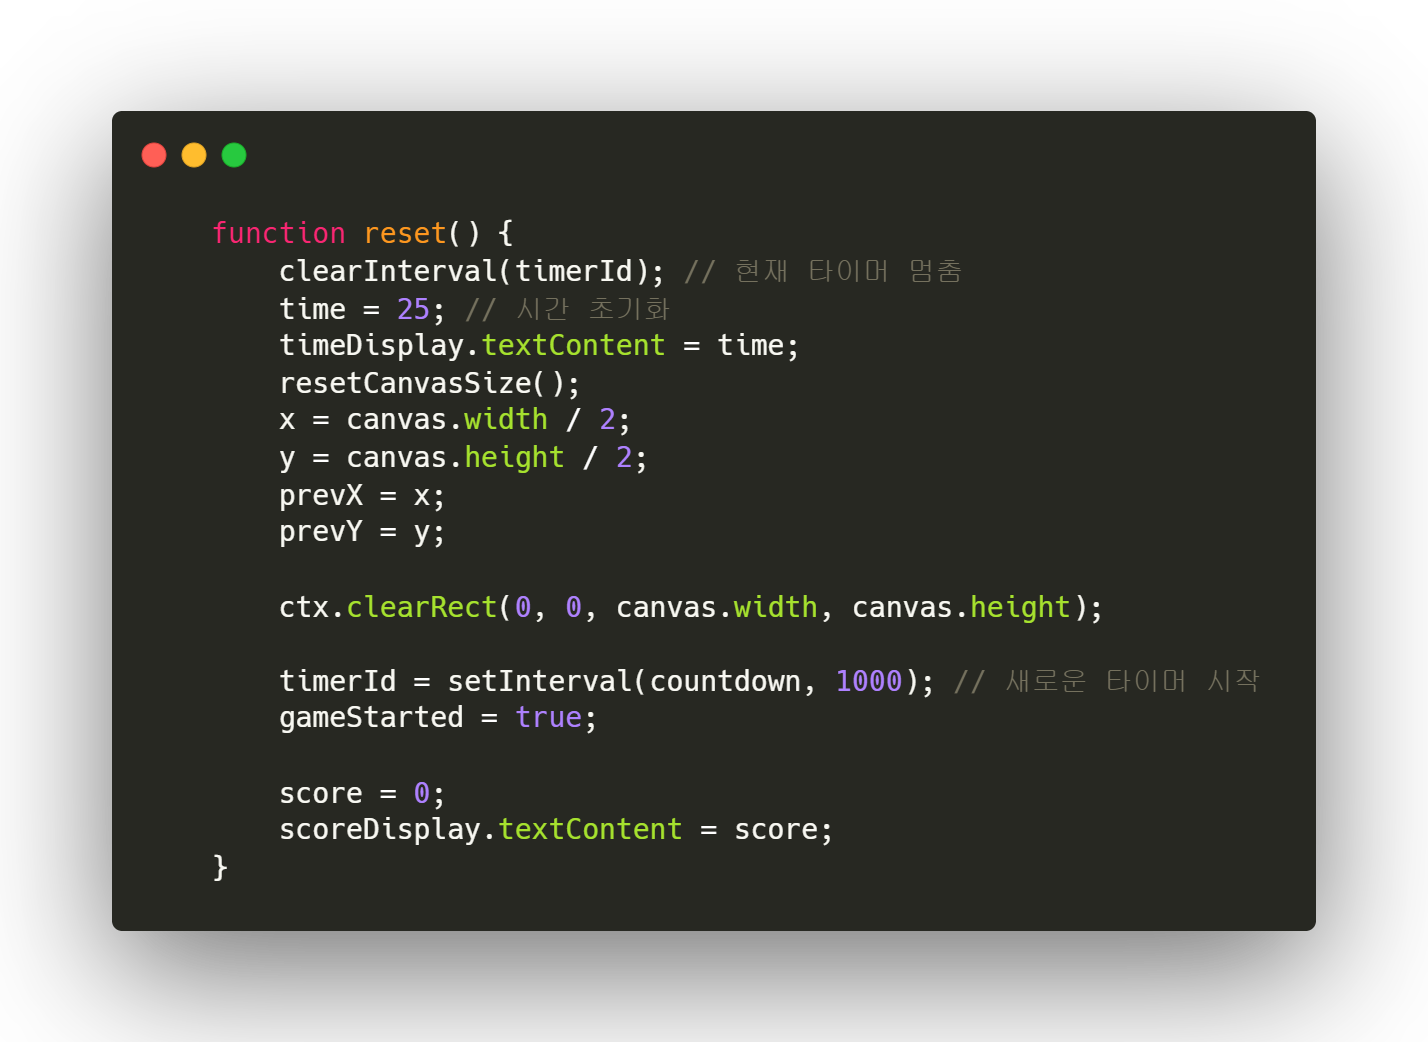 function reset() {
    clearInterval(timerId); // 현재 타이머 멈춤
    time = 25; // 시간 초기화
    timeDisplay.textContent = time;
    resetCanvasSize();
    x = canvas.width / 2;
    y = canvas.height / 2;
    prevX = x;
    prevY = y;

    ctx.clearRect(0, 0, canvas.width, canvas.height);

    timerId = setInterval(countdown, 1000); // 새로운 타이머 시작
    gameStarted = true;

    score = 0;
    scoreDisplay.textContent = score;
}